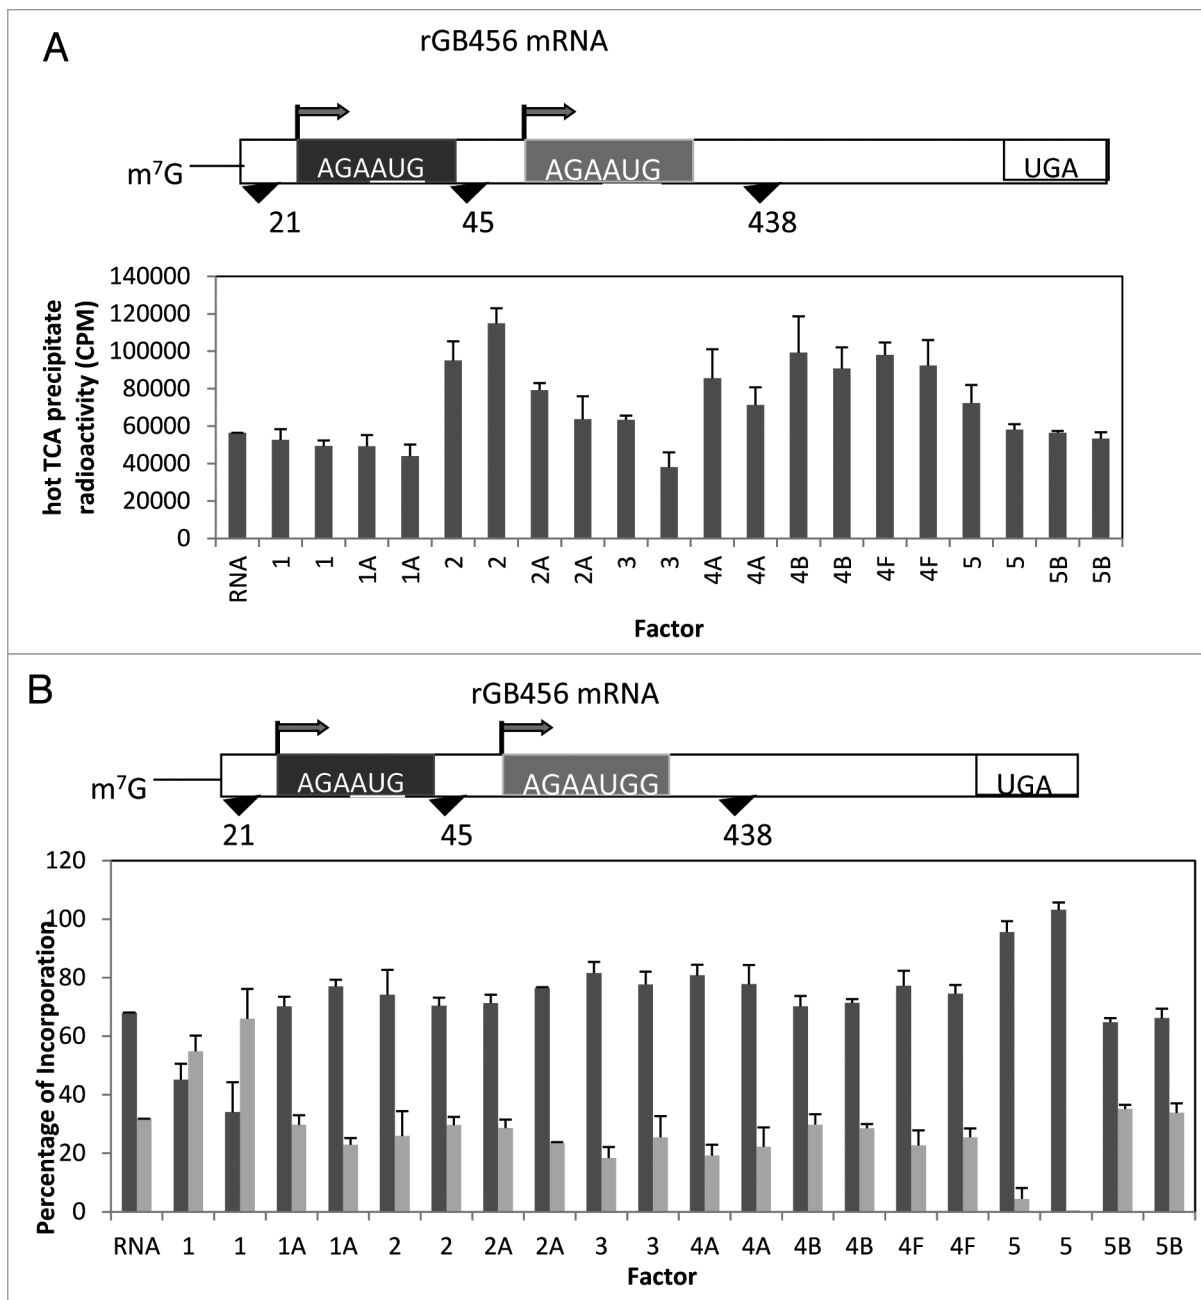 A
rGB456 mRNA
m⁷G
AGAAUG
AGAAUG
UGA
21
45
438
hot TCA precipitate
radioactivity (CPM)
140000
120000
100000
80000
60000
40000
20000
0
RNA 1 1 1A 1A 2 2 2A 2A 3 3 4A 4A 4B 4B 4F 4F 5 5 5B 5B
Factor
B
rGB456 mRNA
m⁷G
AGAAUG
AGAAUGG
UGA
21
45
438
Percentage of Incorporation
120
100
80
60
40
20
0
RNA 1 1 1A 1A 2 2 2A 2A 3 3 4A 4A 4B 4B 4F 4F 5 5 5B 5B
Factor